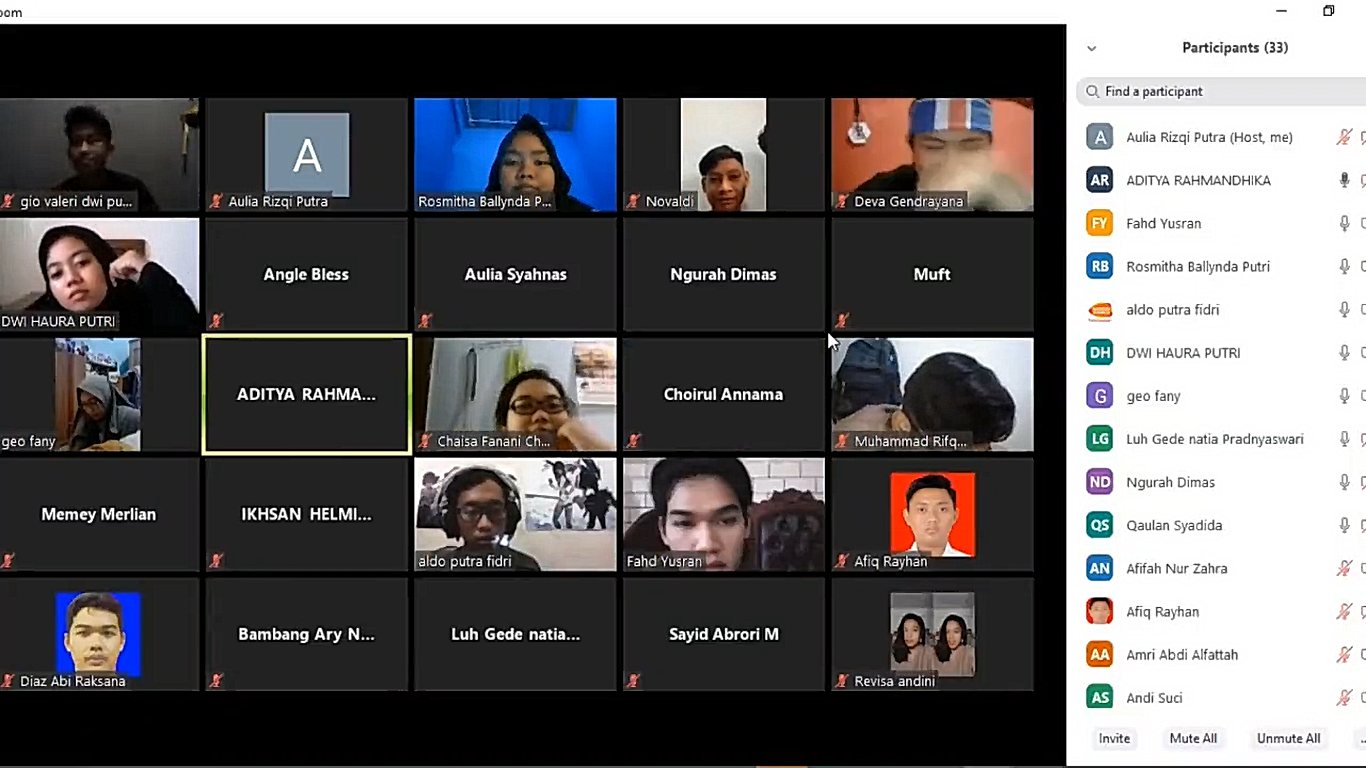 oom
gio valeri dwi pu...
Aulia Rizqi Putra
A
Rosmitha Ballynda P...
Novaldi
Deva Gendrayana
DWI HAURA PUTRI
Angle Bless
Aulia Syahnas
Ngurah Dimas
Muft
geo fany
ADITYA RAHMA...
Chaisa Fanani Ch...
Choirul Annama
Muhammad Rifq...
Memey Merlian
IKHSAN HELMI...
aldo putra fidri
Fahd Yusran
Afiq Rayhan
Diaz Abi Raksana
Bambang Ary N...
Luh Gede natia...
Sayid Abrori M
Revisa andini
Participants (33)
Find a participant
A Aulia Rizqi Putra (Host, me)
AR ADITYA RAHMANDHIKA
FY Fahd Yusran
RB Rosmitha Ballynda Putri
aldo putra fidri
DH DWI HAURA PUTRI
G geo fany
LG Luh Gede natia Pradnyaswari
ND Ngurah Dimas
QS Qaulan Syadida
AN Afifah Nur Zahra
Afiq Rayhan
AA Amri Abdi Alfattah
AS Andi Suci
Invite Mute All Unmute All ...